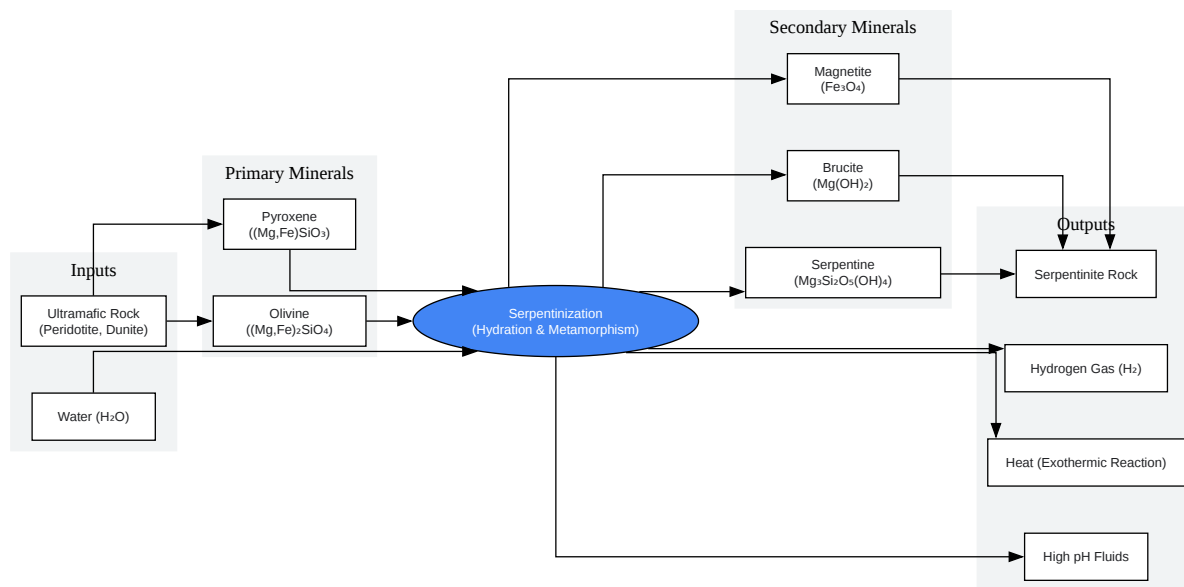 Inputs
Ultramafic Rock
(Peridotite, Dunite)
Water (H₂O)
Primary Minerals
Pyroxene
((Mg,Fe)SiO₃)
Olivine
((Mg,Fe)₂SiO₄)
Serpentinization
(Hydration & Metamorphism)
Secondary Minerals
Magnetite
(Fe₃O₄)
Brucite
(Mg(OH)₂)
Serpentine
(Mg₃Si₂O₅(OH)₄)
Outputs
Serpentinite Rock
Hydrogen Gas (H₂)
Heat (Exothermic Reaction)
High pH Fluids